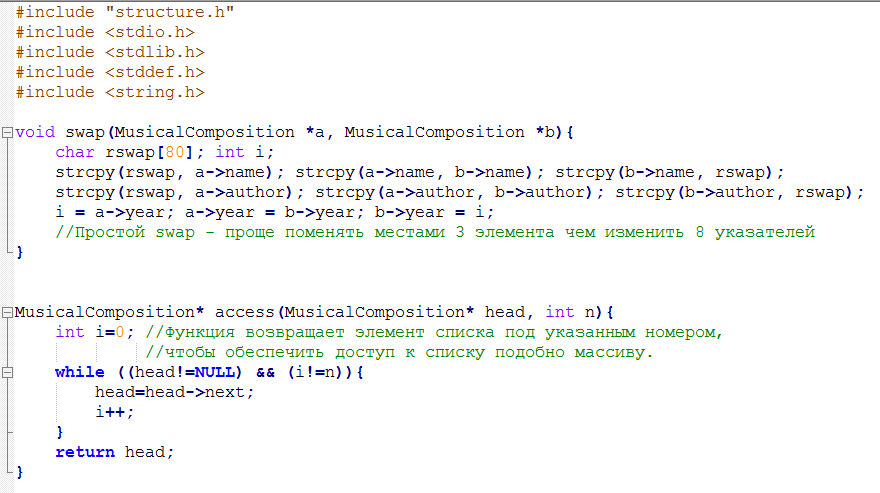 #include "structure.h"
#include <stdio.h>
#include <stdlib.h>
#include <stddef.h>
#include <string.h>
void swap(MusicalComposition *a, MusicalComposition *b){
char rswap[80]; int i;
strcpy(rswap, a->name); strcpy(a->name, b->name); strcpy(b->name, rswap);
strcpy(rswap, a->author); strcpy(a->author, b->author); strcpy(b->author, rswap);
i = a->year; a->year = b->year; b->year = i;
//Простой swap - проще поменять местами 3 элемента чем изменить 8 указателей
}
MusicalComposition* access(MusicalComposition* head, int n){
int i=0; //Функция возвращает элемент списка под указанным номером,
//чтобы обеспечить доступ к списку подобно массиву.
while ((head!=NULL) && (i!=n)){
head=head->next;
i++;
}
return head;
}